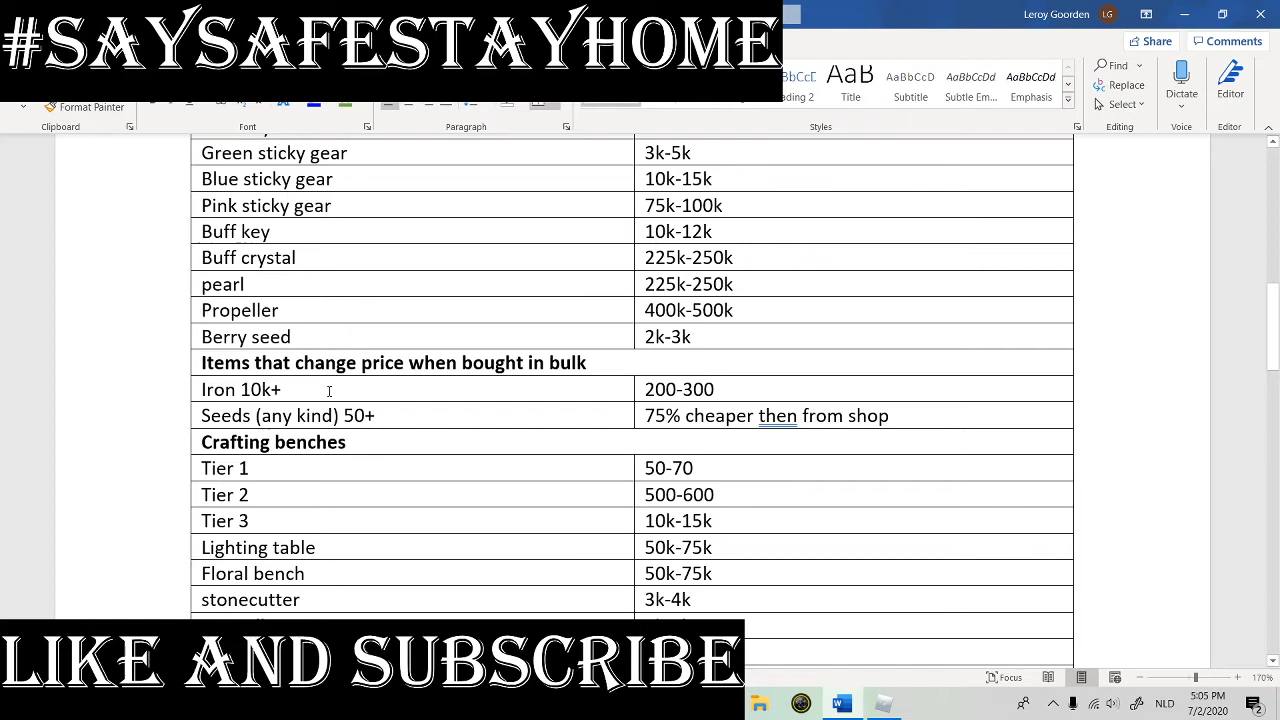 #SAYSAFESTAYHOME
Leroy Goorden LG
Share Comments
Format Painter
Title
Subtitle
Subtle Em...
Emphasis
Find
Replace
Select
Dictate
Editor
Clipboard
Font
Paragraph
Styles
Editing
Voice
Editor
Green sticky gear 3k-5k
Blue sticky gear 10k-15k
Pink sticky gear 75k-100k
Buff key 10k-12k
Buff crystal 225k-250k
pearl 225k-250k
Propeller 400k-500k
Berry seed 2k-3k
Items that change price when bought in bulk
Iron 10k+ 200-300
Seeds (any kind) 50+ 75% cheaper then from shop
Crafting benches
Tier 1 50-70
Tier 2 500-600
Tier 3 10k-15k
Lighting table 50k-75k
Floral bench 50k-75k
stonecutter 3k-4k
LIKE AND SUBSCRIBE
Focus
170%
NLD
5:05 PM
7/2/2020
2